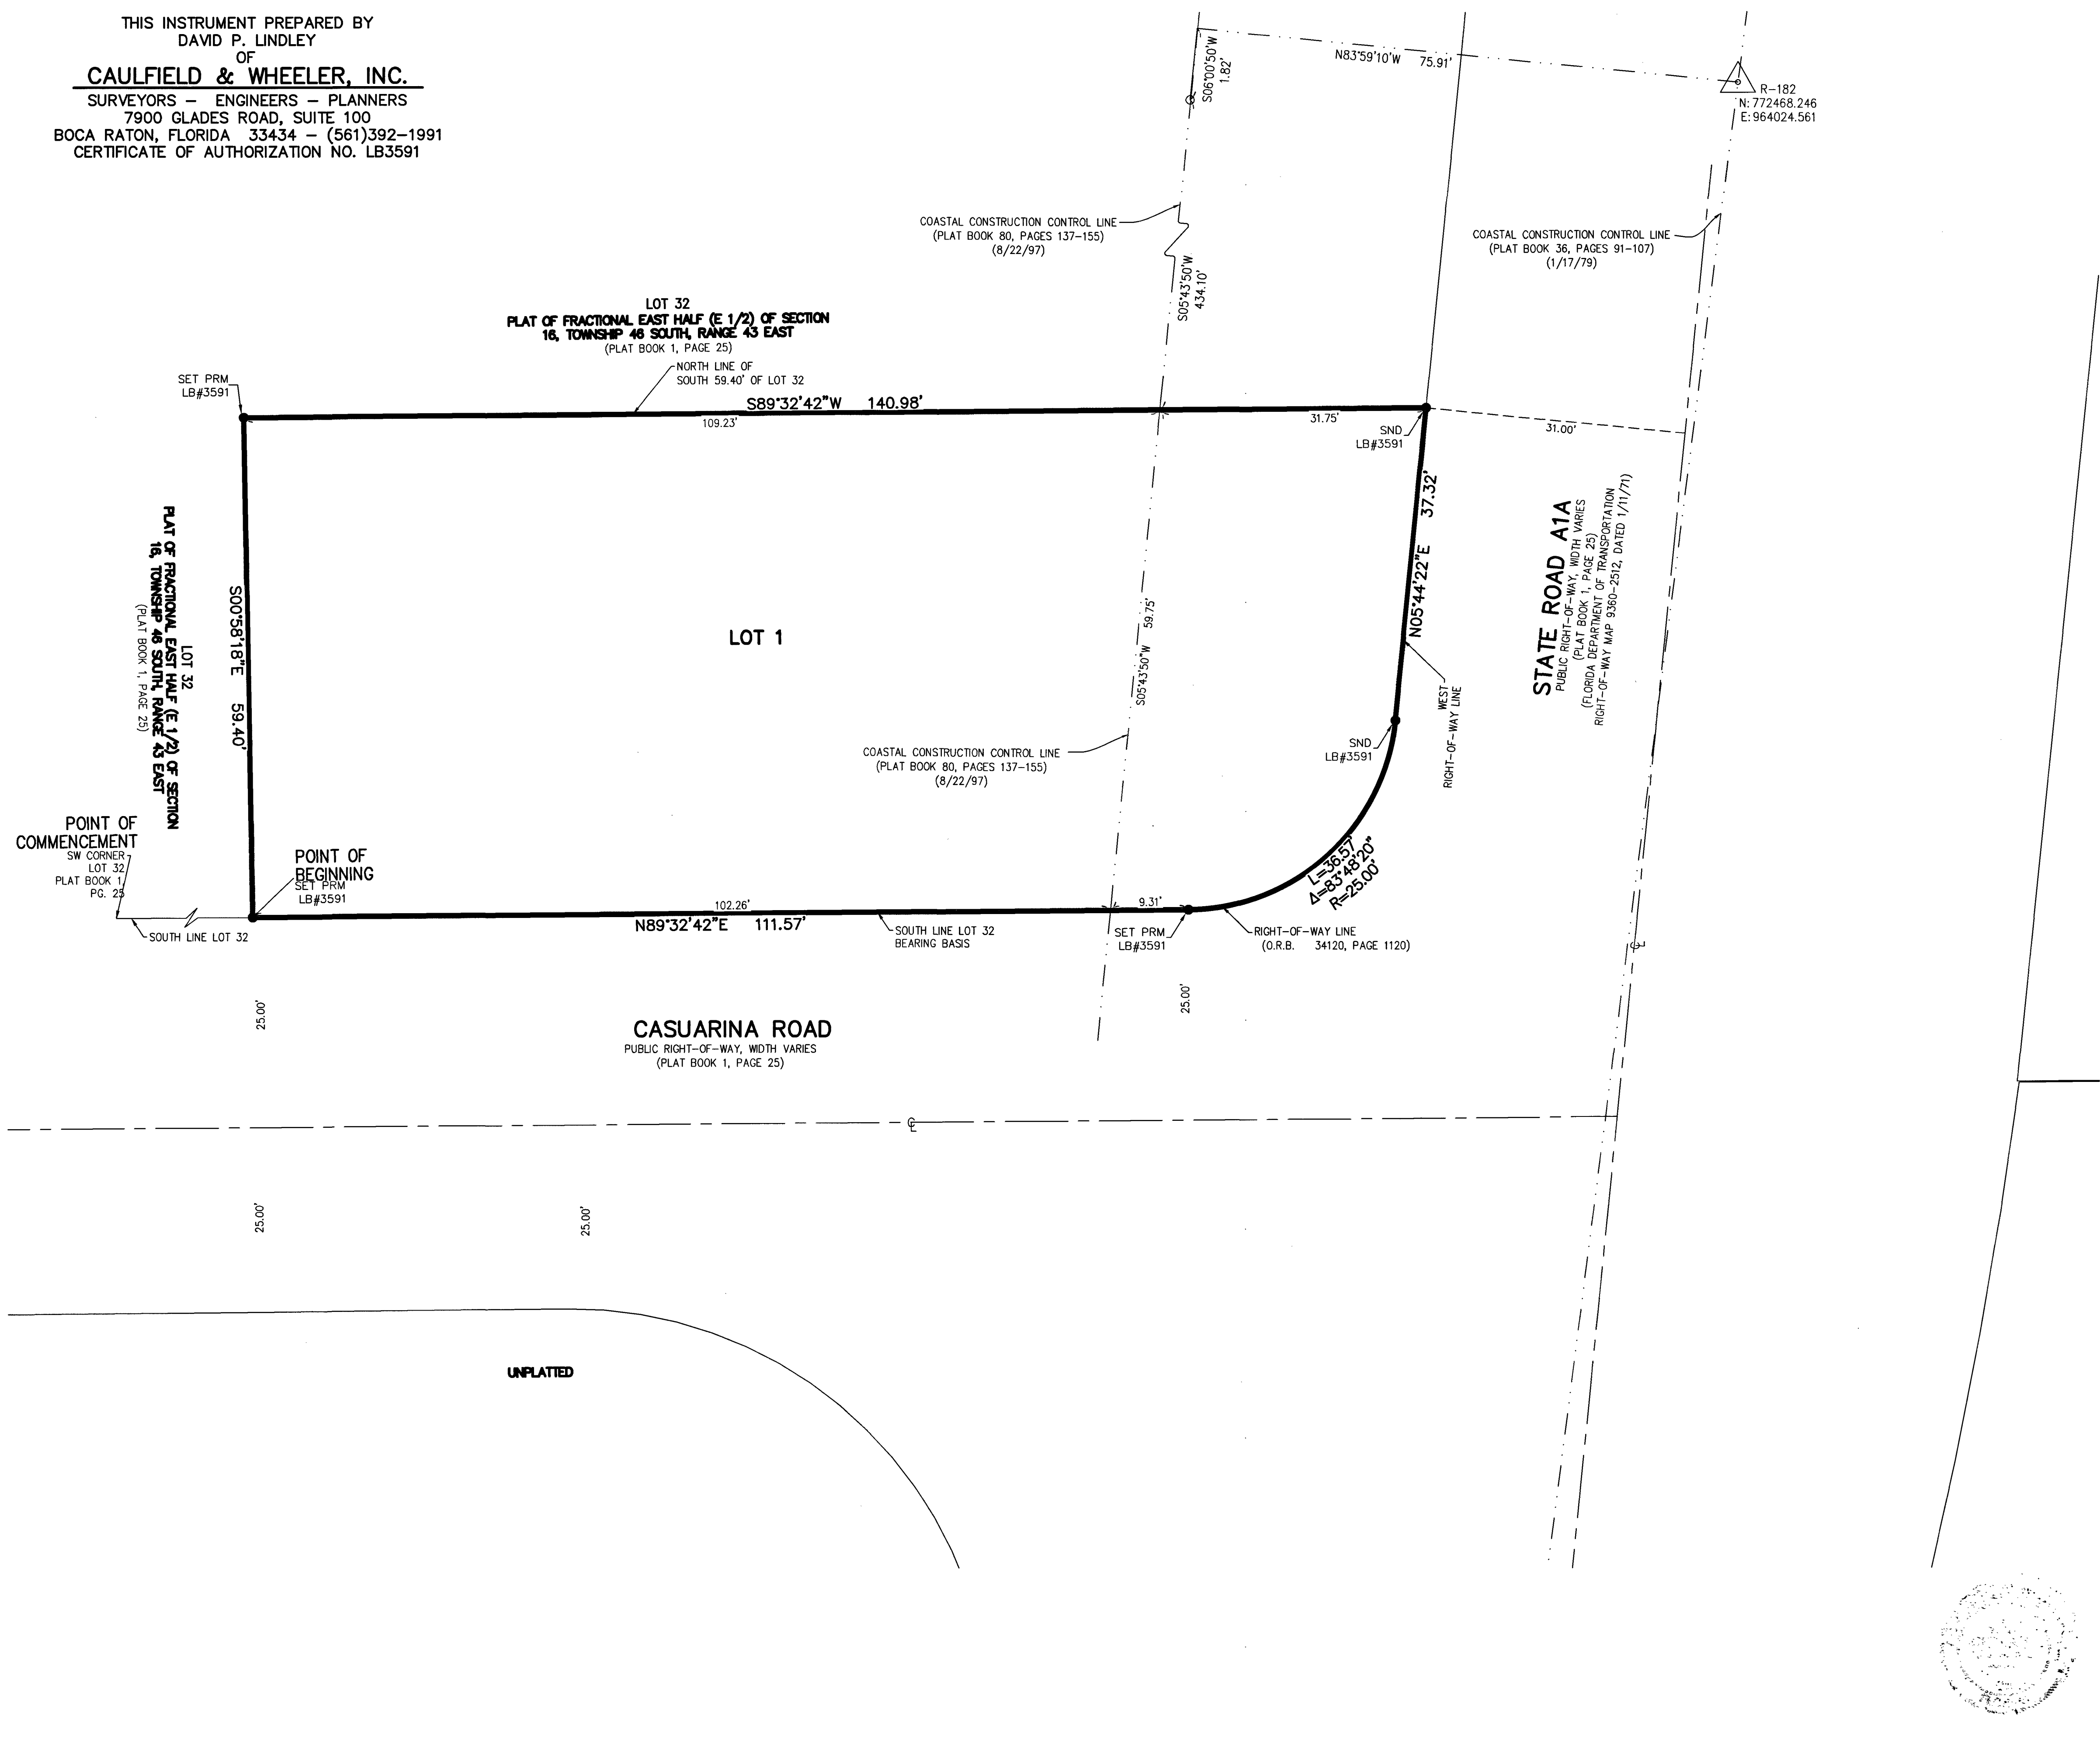 THIS INSTRUMENT PREPARED BY
DAVID P. LINDLEY
OF
CAULFIELD & WHEELER, INC.
SURVEYORS – ENGINEERS – PLANNERS
7900 GLADES ROAD, SUITE 100
BOCA RATON, FLORIDA 33434 – (561)392–1991
CERTIFICATE OF AUTHORIZATION NO. LB3591
S06°00'50'W
1.82'
N83°59'10'W 75.91'
R–182
N: 772468.246
E: 964024.561
COASTAL CONSTRUCTION CONTROL LINE
(PLAT BOOK 80, PAGES 137–155)
(8/22/97)
COASTAL CONSTRUCTION CONTROL LINE
(PLAT BOOK 36, PAGES 91–107)
(1/17/79)
S05°43'50'W
434.10'
LOT 32
PLAT OF FRACTIONAL EAST HALF (E 1/2) OF SECTION
16, TOWNSHIP 46 SOUTH, RANGE 43 EAST
(PLAT BOOK 1, PAGE 25)
NORTH LINE OF
SOUTH 59.40' OF LOT 32
SET PRM
LB#3591
S89°32'42"W 140.98'
109.23'
31.75'
SND
LB#3591
31.00'
37.32'
N05°44'22"E
STATE ROAD A1A
PUBLIC RIGHT–OF–WAY, WIDTH VARIES
(PLAT BOOK 1, PAGE 25)
(FLORIDA DEPARTMENT OF TRANSPORTATION
RIGHT–OF–WAY MAP 9360–2512, DATED 1/11/71)
LOT 32
PLAT OF FRACTIONAL EAST HALF (E 1/2) OF SECTION
16, TOWNSHIP 46 SOUTH, RANGE 43 EAST
(PLAT BOOK 1, PAGE 25)
S00°58'18"E 59.40'
LOT 1
S05°43'50"W 59.75'
WEST
RIGHT–OF–WAY LINE
COASTAL CONSTRUCTION CONTROL LINE
(PLAT BOOK 80, PAGES 137–155)
(8/22/97)
SND
LB#3591
POINT OF
COMMENCEMENT
SW CORNER
LOT 32
PLAT BOOK 1
PG. 25
POINT OF
BEGINNING
SET PRM
LB#3591
L=36.57'
Δ=83°48'20"
R=25.00'
SOUTH LINE LOT 32
102.26'
N89°32'42"E 111.57'
SOUTH LINE LOT 32
BEARING BASIS
9.31'
SET PRM
LB#3591
RIGHT–OF–WAY LINE
(O.R.B. 34120, PAGE 1120)
25.00'
25.00'
CASUARINA ROAD
PUBLIC RIGHT–OF–WAY, WIDTH VARIES
(PLAT BOOK 1, PAGE 25)
25.00'
25.00'
UNPLATTED